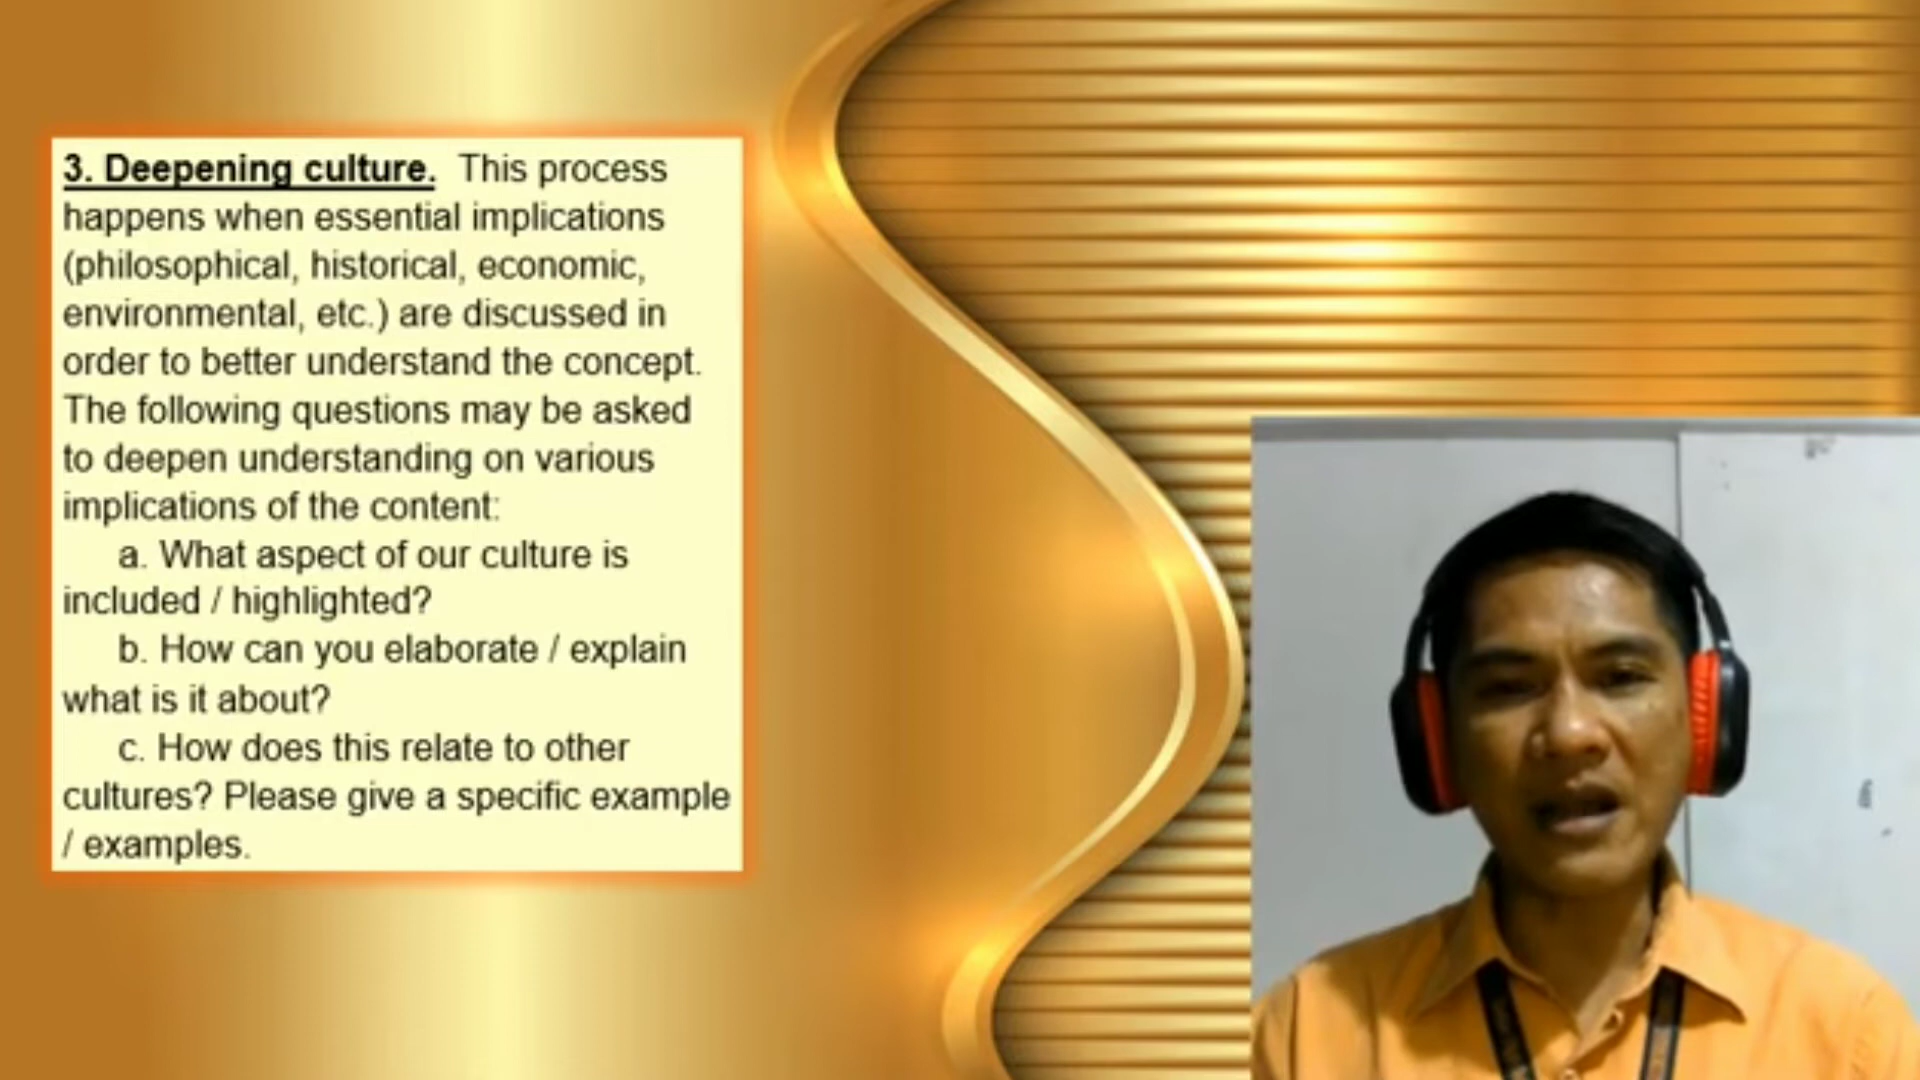 3. Deepening culture. This process
happens when essential implications
(philosophical, historical, economic,
environmental, etc.) are discussed in
order to better understand the concept.
The following questions may be asked
to deepen understanding on various
implications of the content:
a. What aspect of our culture is
included / highlighted?
b. How can you elaborate / explain
what is it about?
c. How does this relate to other
cultures? Please give a specific example
/ examples.